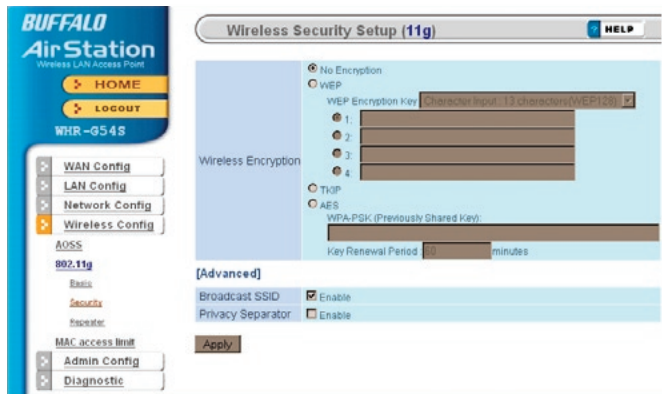 BUFFALO
AirStation
Wireless LAN Access Point
HOME
LOGOUT
WHR-G54S
WAN Config
LAN Config
Network Config
Wireless Config
AOSS
802.11g
Basic
Security
Repeater
MAC access limit
Admin Config
Diagnostic
Wireless Security Setup (11g)
? HELP
Wireless Encryption
No Encryption
WEP
WEP Encryption Key Character Input : 13 characters(WEP128)
1:
2:
3:
4:
TKIP
AES
WPA-PSK (Previously Shared Key):
Key Renewal Period 60 minutes
[Advanced]
Broadcast SSID Enable
Privacy Separator Enable
Apply